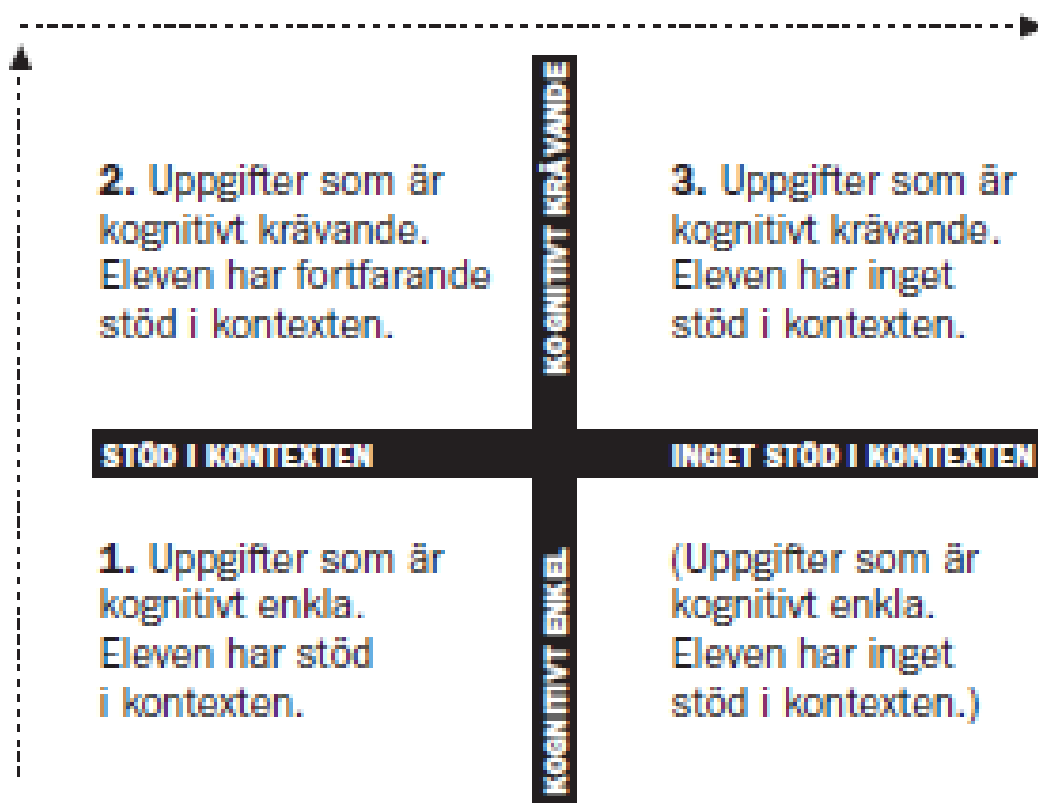 KOGNITIVT KRÄVANDE
2. Uppgifter som är
kognitivt krävande.
Eleven har fortfarande
stöd i kontexten.
3. Uppgifter som är
kognitivt krävande.
Eleven har inget
stöd i kontexten.
STÖD I KONTEXTEN
INGET STÖD I KONTEXTEN
1. Uppgifter som är
kognitivt enkla.
Eleven har stöd
i kontexten.
KOGNITIVT ENKEL
(Uppgifter som är
kognitivt enkla.
Eleven har inget
stöd i kontexten.)